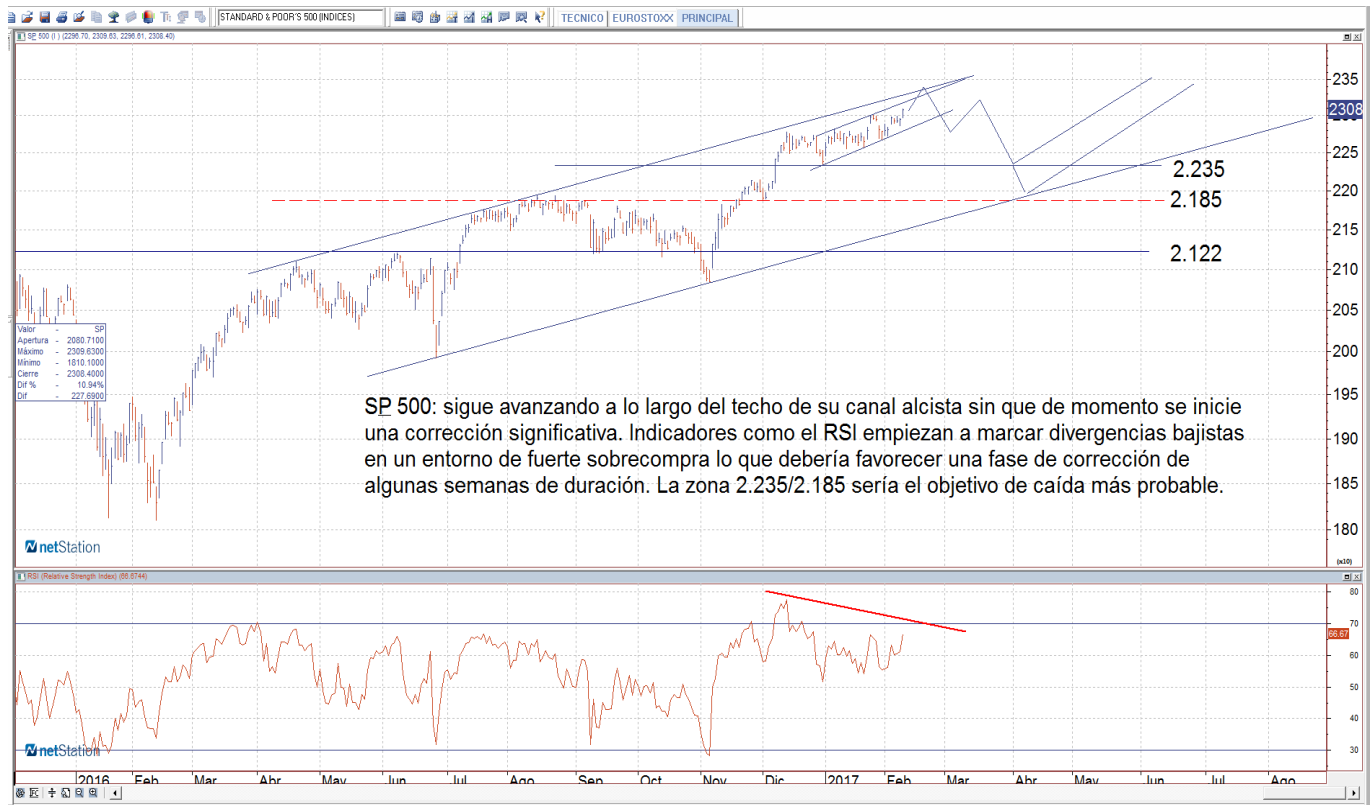 STANDARD & POOR'S 500 (INDICES)
TECNICO EUROSTOXX PRINCIPAL
SP 500 (I ) (2296.70, 2309.63, 2296.61, 2308.40)
235
2308
230
225
2.235
220
2.185
215
2.122
210
205
Valor - SP
Apertura - 2080.7100
Máximo - 2309.6300
Mínimo - 1810.1000
Cierre - 2308.4000
Dif % - 10.94%
Dif - 227.6900
200
195
SP 500: sigue avanzando a lo largo del techo de su canal alcista sin que de momento se inicie
una corrección significativa. Indicadores como el RSI empiezan a marcar divergencias bajistas
en un entorno de fuerte sobrecompra lo que debería favorecer una fase de corrección de
algunas semanas de duración. La zona 2.235/2.185 sería el objetivo de caída más probable.
190
185
180
netStation
(x10)
RSI (Relative Strength Index) (66.6744)
80
70
66.67
60
50
40
30
netStation
2016 Feb Mar Abr May Jun Jul Ago Sep Oct Nov Dic 2017 Feb Mar Abr May Jun Jul Ago